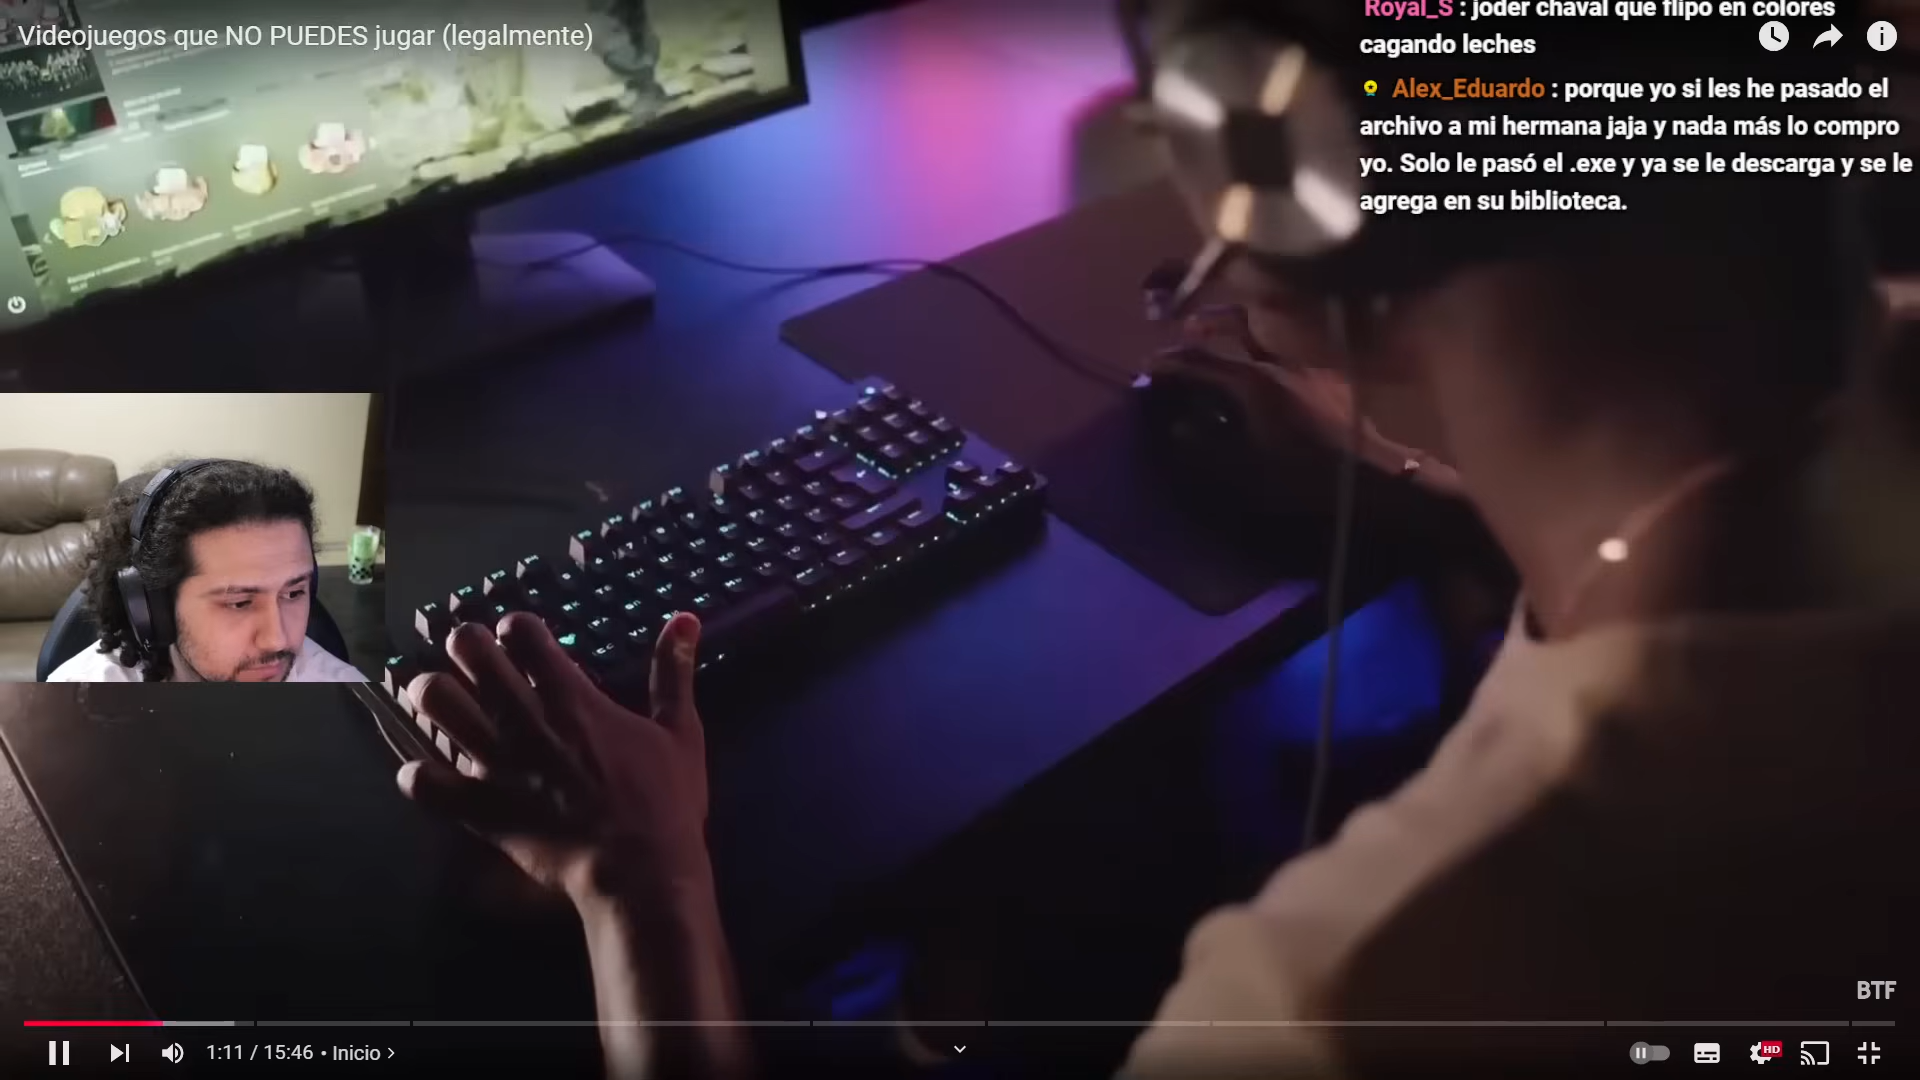 Videojuegos que NO PUEDES jugar (legalmente)
Royal_S : joder chaval que flipo en colores
cagando leches
Alex_Eduardo : porque yo si les he pasado el
archivo a mi hermana jaja y nada más lo compro
yo. Solo le pasó el .exe y ya se le descarga y se le
agrega en su biblioteca.
BTF
1:11 / 15:46 • Inicio
HD